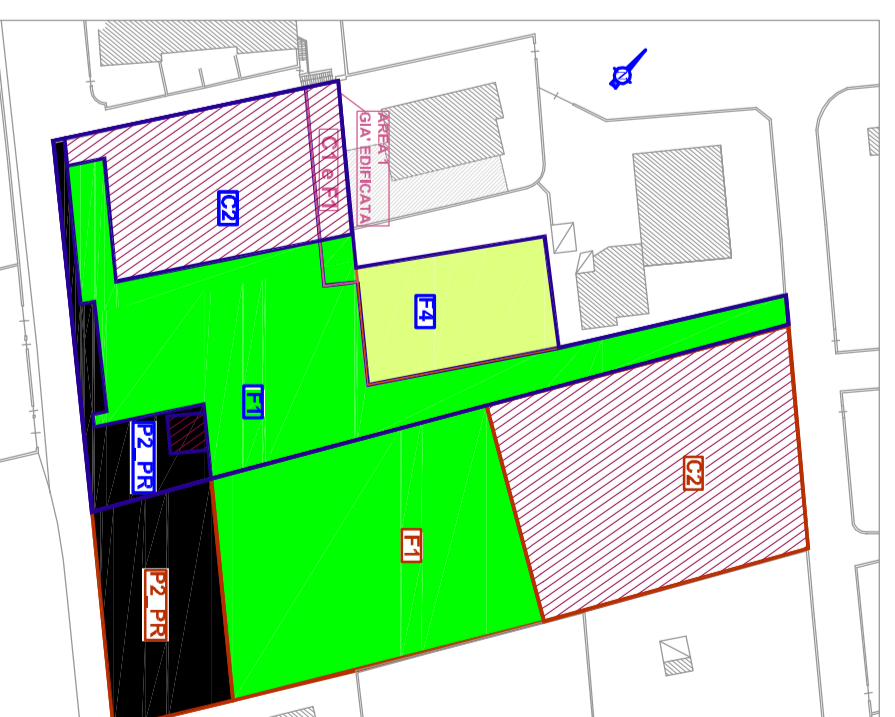 AREA 1
GIA' EDIFICATA
C1 e F1
C2
F4
F1
P2_PR
C2
F1
P2_PR